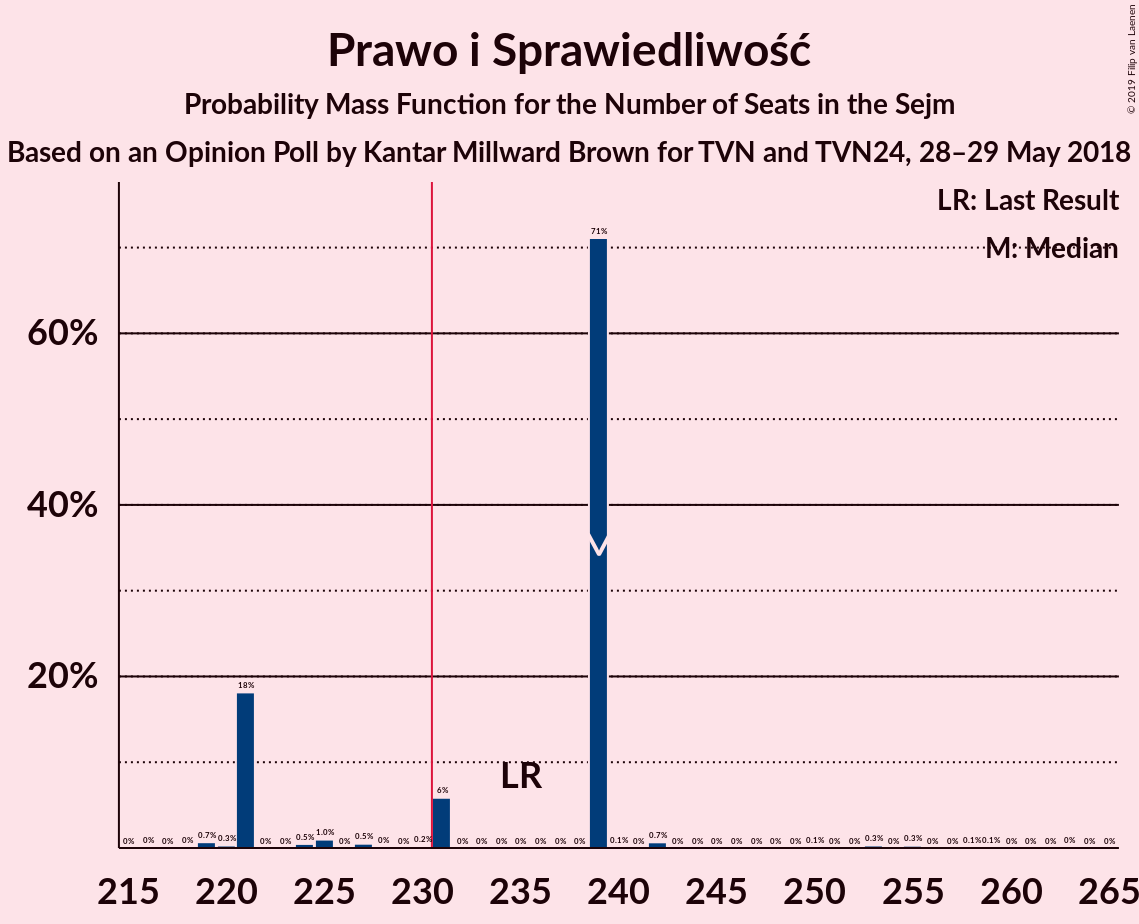 Prawo i Sprawiedliwość
Probability Mass Function for the Number of Seats in the Sejm
Based on an Opinion Poll by Kantar Millward Brown for TVN and TVN24, 28–29 May 2018
© 2019 Filip van Laenen
LR: Last Result
M: Median
60%
40%
20%
71%
18%
LR
6%
0% 0% 0% 0% 0.7% 0.3% 0% 0% 0.5% 1.0% 0% 0.5% 0% 0% 0.2% 0% 0% 0% 0% 0% 0% 0% 0.1% 0% 0.7% 0% 0% 0% 0% 0% 0% 0% 0.1% 0% 0% 0.3% 0% 0.3% 0% 0% 0.1% 0.1% 0% 0% 0% 0% 0% 0%
215 220 225 230 235 240 245 250 255 260 265